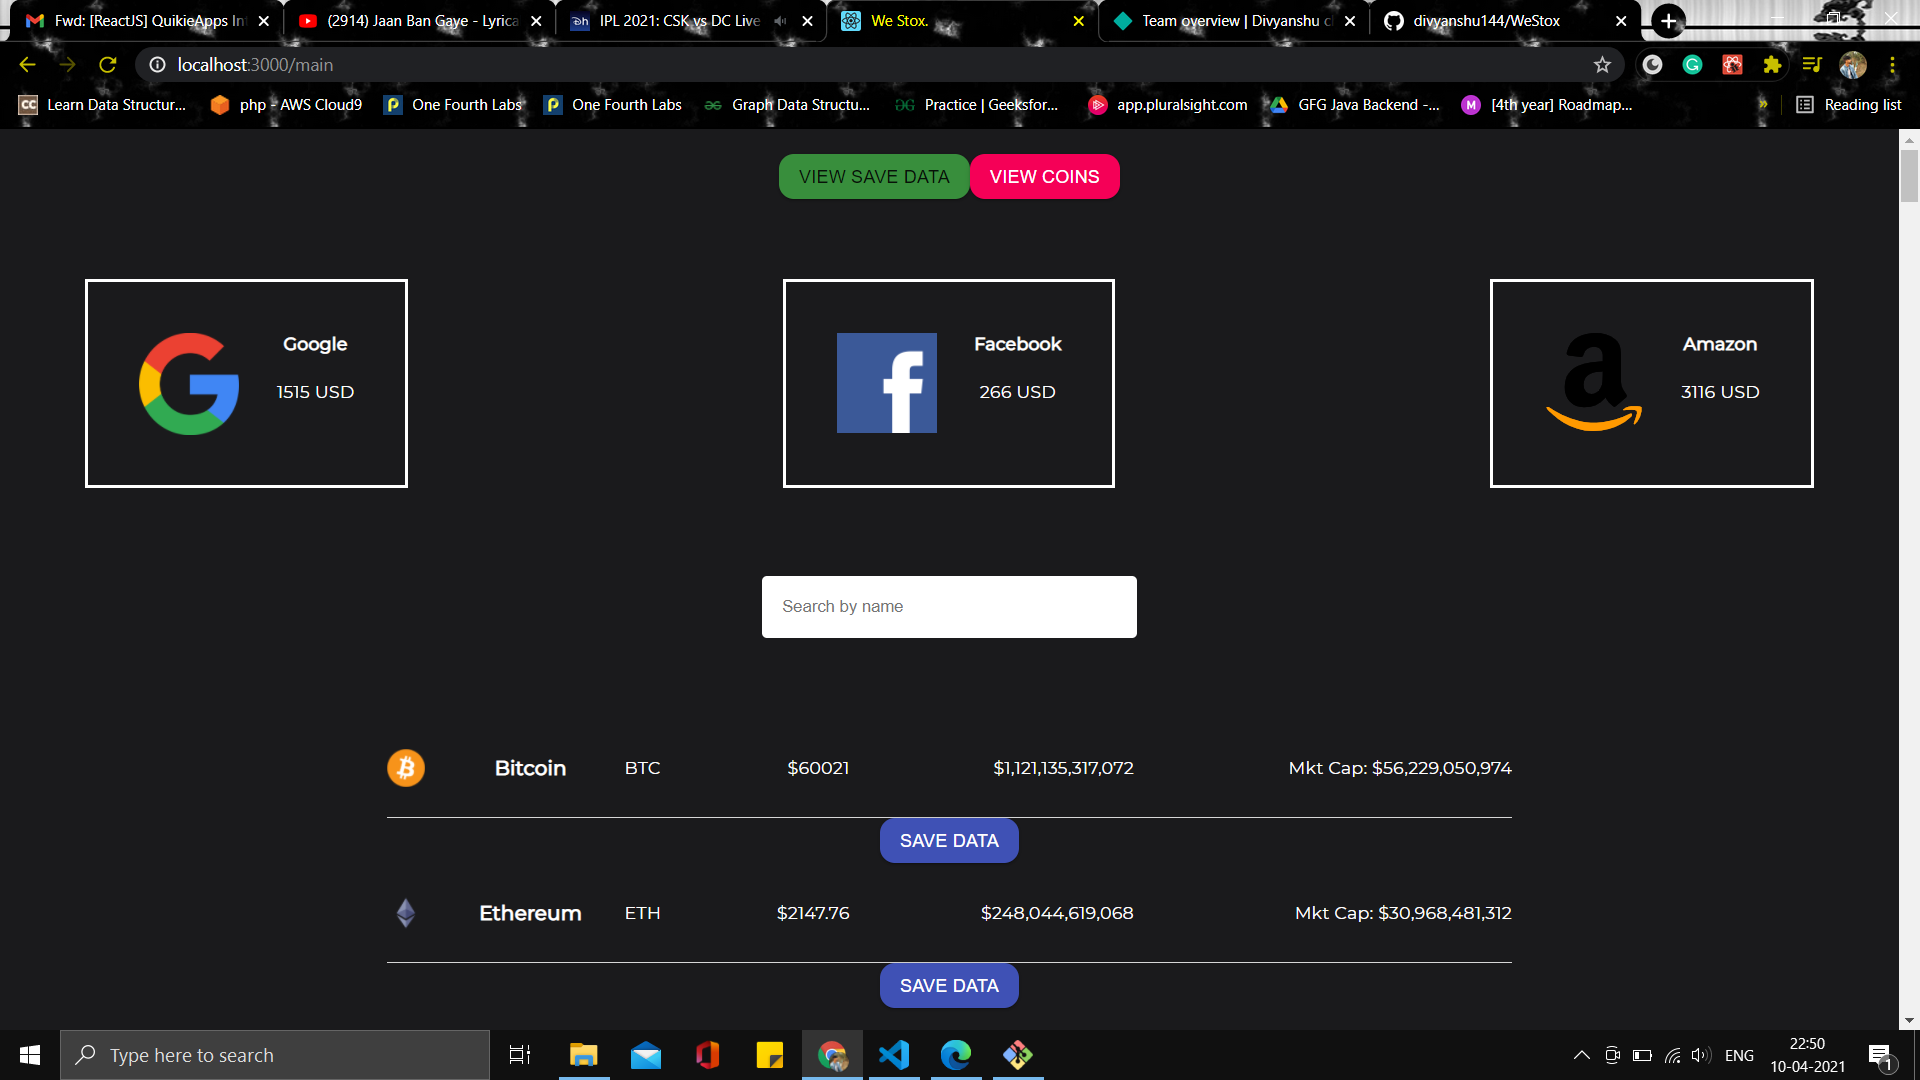 Fwd: [ReactJS] QuikieApps In
(2914) Jaan Ban Gaye - Lyrica
IPL 2021: CSK vs DC Live
We Stox.
Team overview | Divyanshu c
divyanshu144/WeStox
localhost:3000/main
Learn Data Structur...
php - AWS Cloud9
One Fourth Labs
One Fourth Labs
Graph Data Structu...
Practice | Geeksfor...
app.pluralsight.com
GFG Java Backend -...
[4th year] Roadmap...
Reading list
VIEW SAVE DATA
VIEW COINS
Google
1515 USD
Facebook
266 USD
Amazon
3116 USD
Search by name
Bitcoin BTC $60021 $1,121,135,317,072 Mkt Cap: $56,229,050,974
SAVE DATA
Ethereum ETH $2147.76 $248,044,619,068 Mkt Cap: $30,968,481,312
SAVE DATA
Type here to search
ENG
22:50
10-04-2021
1